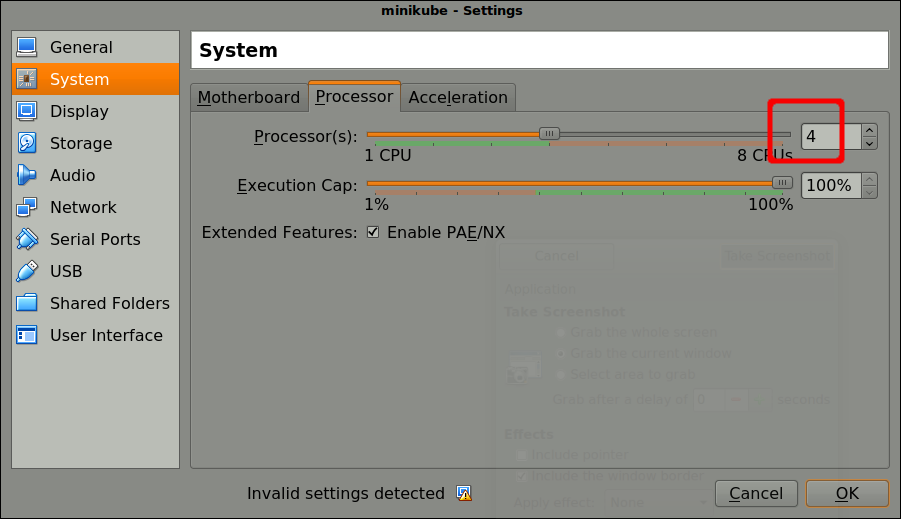 minikube - Settings
General
System
Display
Storage
Audio
Network
Serial Ports
USB
Shared Folders
User Interface
System
Motherboard Processor Acceleration
Processor(s): 4
1 CPU 8 CPUs
Execution Cap: 100%
1% 100%
Extended Features: Enable PAE/NX
Cancel Take Screenshot
Application
Take Screenshot
Grab the whole screen
Grab the current window
Select area to grab
Grab after a delay of 0 seconds
Effects
Include pointer
Include the window border
Apply effect: None
Invalid settings detected Cancel OK